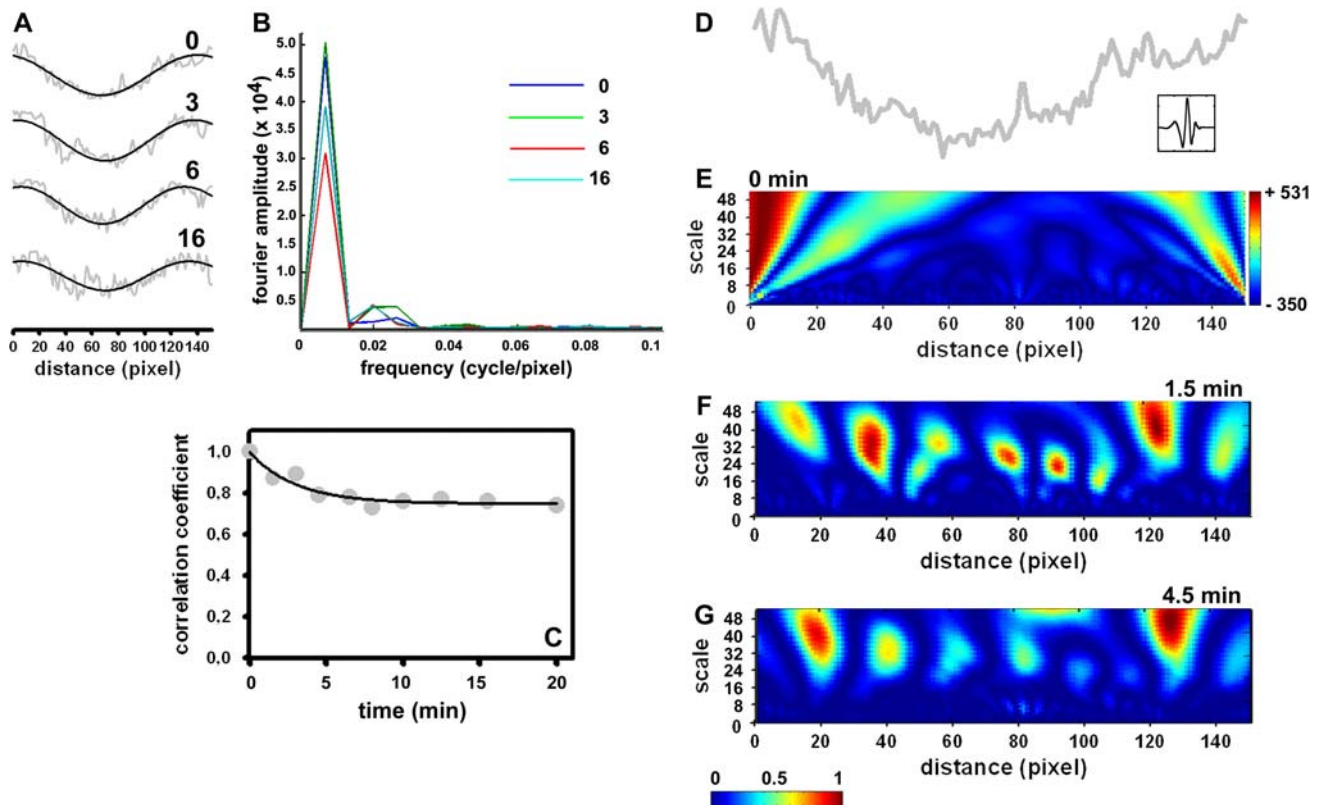 A
0
3
6
16
0 20 40 60 80 100 120 140
distance (pixel)
B
5.0
4.5
4.0
3.5
3.0
2.5
2.0
1.5
1.0
0.5
fourier amplitude (x 10⁴)
0
3
6
16
0 0.02 0.04 0.06 0.08 0.1
frequency (cycle/pixel)
1.0
0.8
0.6
0.4
0.2
0.0
correlation coefficient
C
0 5 10 15 20
time (min)
D
E
0 min
48
40
32
24
16
8
0
scale
+ 531
- 350
0 20 40 60 80 100 120 140
distance (pixel)
F
1.5 min
48
40
32
24
16
8
0
scale
0 20 40 60 80 100 120 140
distance (pixel)
G
4.5 min
48
40
32
24
16
8
0
scale
0 20 40 60 80 100 120 140
distance (pixel)
0 0.5 1